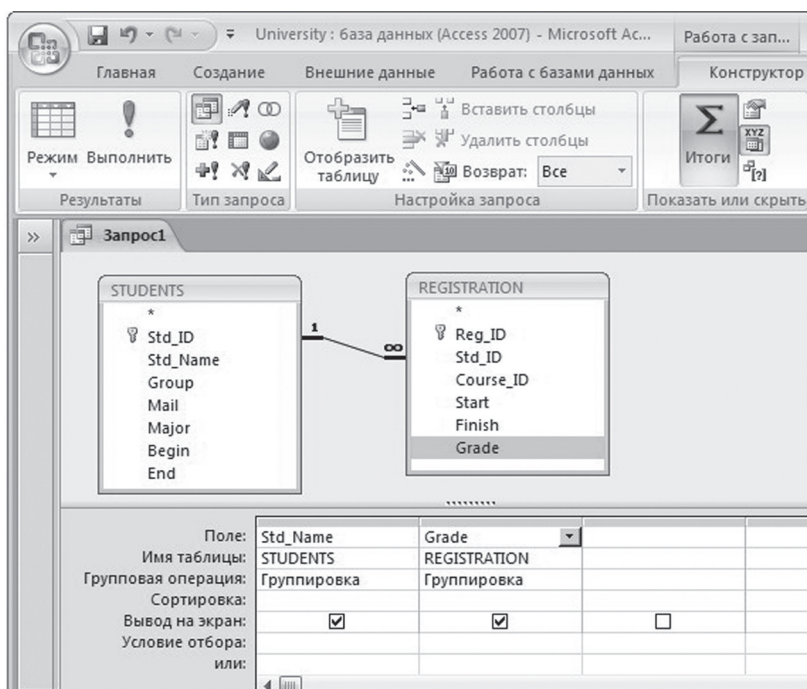 University : база данных (Access 2007) - Microsoft Ac...
Работа с зап...
Главная Создание Внешние данные Работа с базами данных Конструктор
Режим Выполнить
Результаты
Тип запроса
Отобразить таблицу
Вставить столбцы
Удалить столбцы
Возврат: Все
Настройка запроса
Итоги
XYZ
Показать или скрыть
Запрос1
STUDENTS
*
Std_ID
Std_Name
Group
Mail
Major
Begin
End
1
∞
REGISTRATION
*
Reg_ID
Std_ID
Course_ID
Start
Finish
Grade
Поле: Std_Name Grade
Имя таблицы: STUDENTS REGISTRATION
Групповая операция: Группировка Группировка
Сортировка:
Вывод на экран:
Условие отбора:
или: